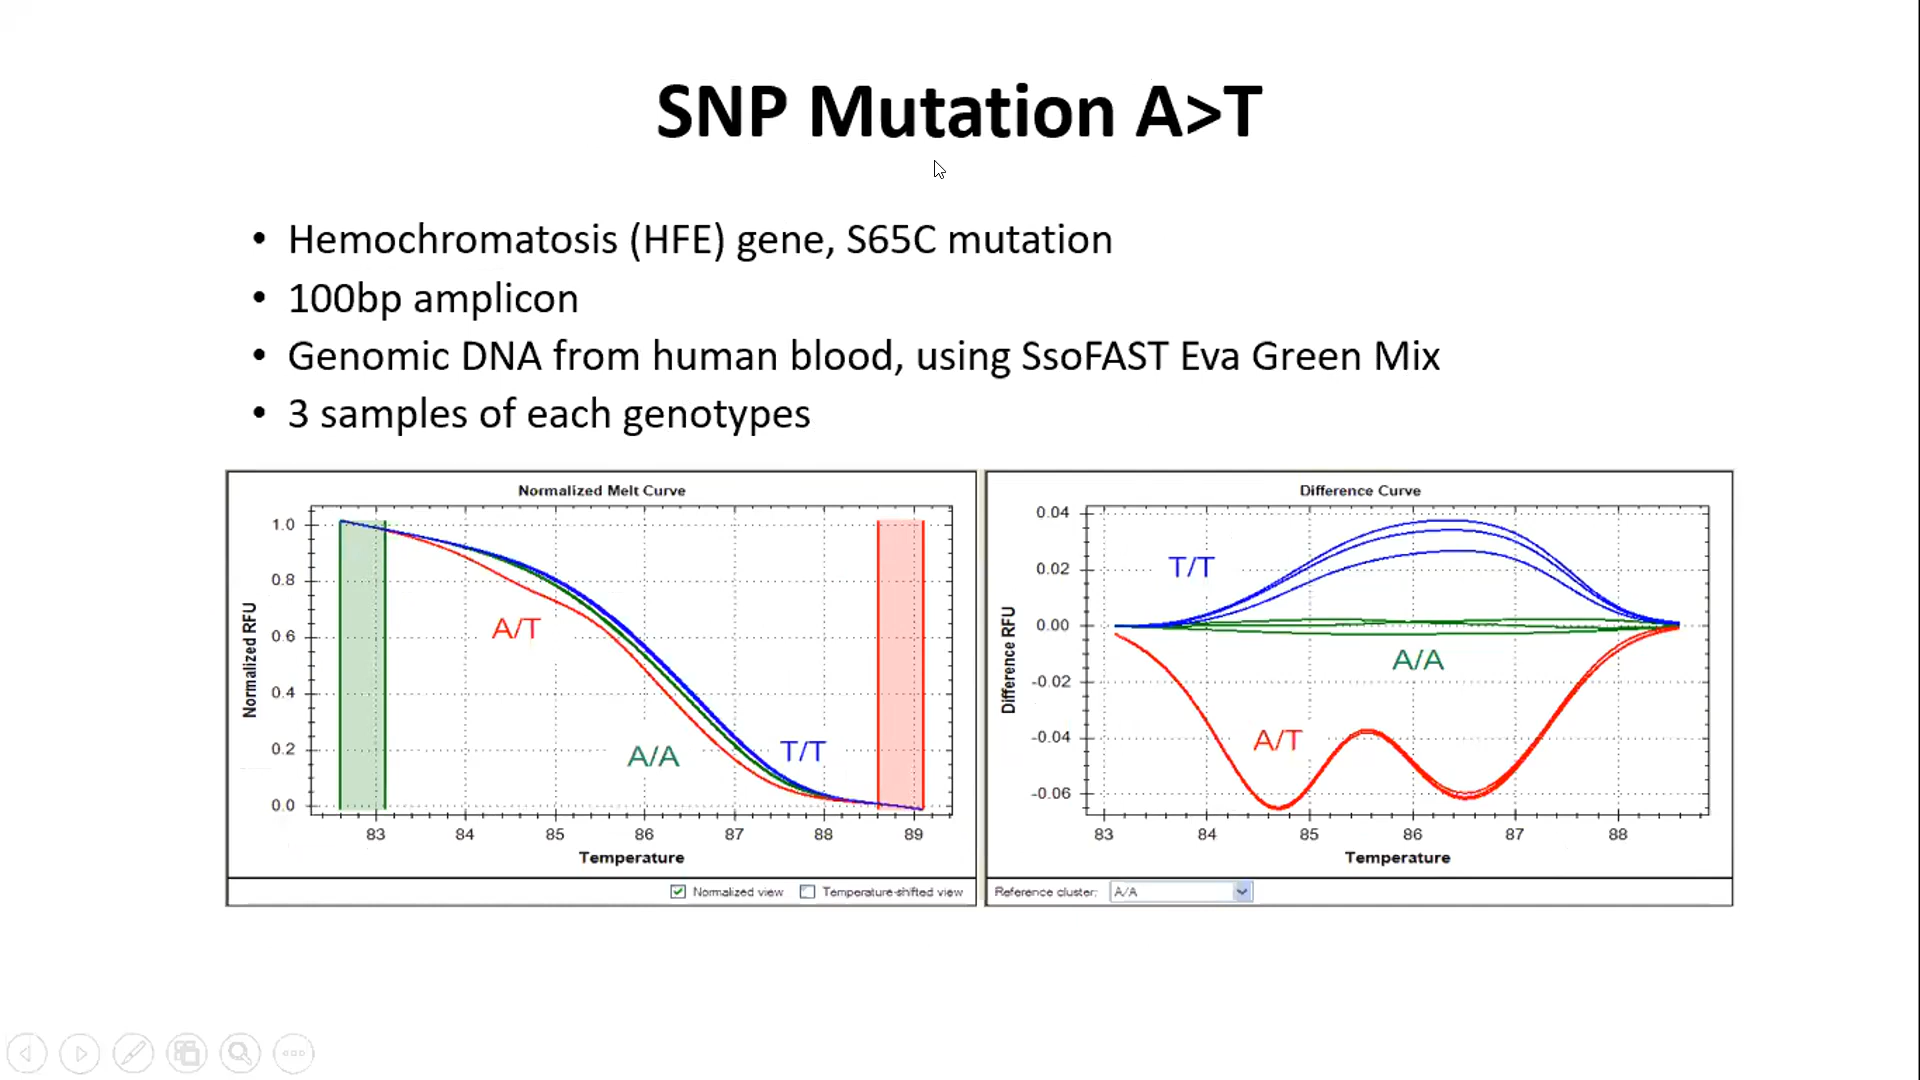 SNP Mutation A>T
• Hemochromatosis (HFE) gene, S65C mutation
• 100bp amplicon
• Genomic DNA from human blood, using SsoFAST Eva Green Mix
• 3 samples of each genotypes
Normalized Melt Curve
1.0
0.8
0.6
0.4
0.2
0.0
Normalized RFU
A/T
A/A
T/T
83 84 85 86 87 88 89
Temperature
Normalized view Temperature-shifted view
Difference Curve
0.04
0.02
0.00
-0.02
-0.04
-0.06
Difference RFU
T/T
A/A
A/T
83 84 85 86 87 88
Temperature
Reference cluster: A/A